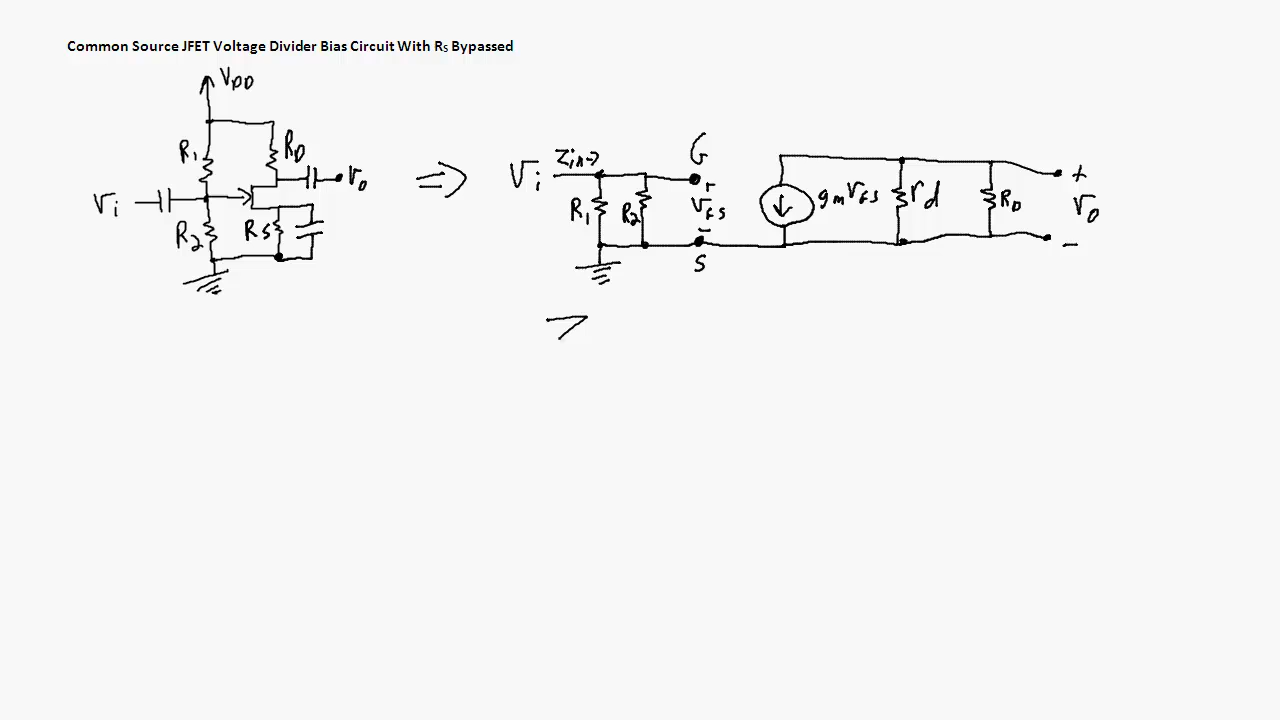 Common Source JFET Voltage Divider Bias Circuit With RS Bypassed
VDD
R1
RD
Vo
Vi
R2
RS
⇒
Vi
Zin→
G
R1
R2
+
VGS
-
S
gmVGS
rd
RD
+
Vo
-
Z